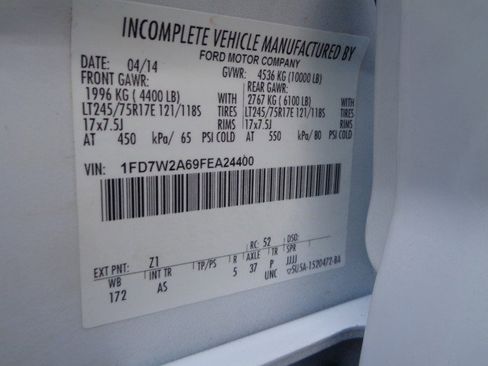 INCOMPLETE VEHICLE MANUFACTURED BY
FORD MOTOR COMPANY
DATE: 04/14 GVWR: 4536 KG (10000 LB)
FRONT GAWR: REAR GAWR:
1996 KG ( 4400 LB) WITH 2767 KG ( 6100 LB) WITH
LT245/75R17E 121/118S TIRES LT245/75R17E 121/118S TIRES
17x7.5J RIMS 17x7.5J RIMS
AT 450 kPa/ 65 PSI COLD AT 550 kPa/ 80 PSI COLD
VIN: 1FD7W2A69FEA24400
EXT PNT: Z1 RC: 52 DSO:
WB INT TR TP/PS R AXLE TR SPR
172 AS 5 37 P JJJJ
UNC 5U5A-1520472-BA